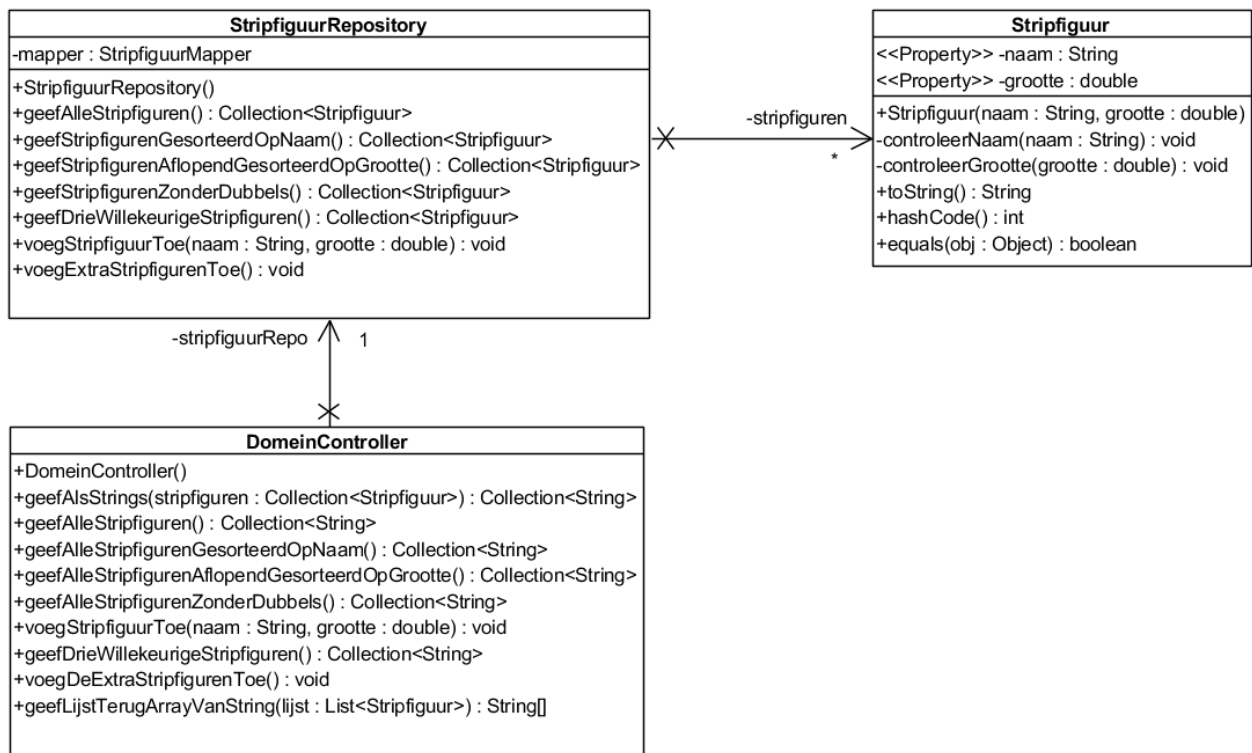 StripfiguurRepository
-mapper : StripfiguurMapper
+StripfiguurRepository()
+geefAlleStripfiguren() : Collection<Stripfiguur>
+geefStripfigurenGesorteerdOpNaam() : Collection<Stripfiguur>
+geefStripfigurenAflopendGesorteerdOpGrootte() : Collection<Stripfiguur>
+geefStripfigurenZonderDubbels() : Collection<Stripfiguur>
+geefDrieWillekeurigeStripfiguren() : Collection<Stripfiguur>
+voegStripfiguurToe(naam : String, grootte : double) : void
+voegExtraStripfigurenToe() : void
-stripfiguren
*
Stripfiguur
<<Property>> -naam : String
<<Property>> -grootte : double
+Stripfiguur(naam : String, grootte : double)
-controleerNaam(naam : String) : void
-controleerGrootte(grootte : double) : void
+toString() : String
+hashCode() : int
+equals(obj : Object) : boolean
-stripfiguurRepo 1
DomeinController
+DomeinController()
+geefAlsStrings(stripfiguren : Collection<Stripfiguur>) : Collection<String>
+geefAlleStripfiguren() : Collection<String>
+geefAlleStripfigurenGesorteerdOpNaam() : Collection<String>
+geefAlleStripfigurenAflopendGesorteerdOpGrootte() : Collection<String>
+geefAlleStripfigurenZonderDubbels() : Collection<String>
+voegStripfiguurToe(naam : String, grootte : double) : void
+geefDrieWillekeurigeStripfiguren() : Collection<String>
+voegDeExtraStripfigurenToe() : void
+geefLijstTerugArrayVanString(lijst : List<Stripfiguur>) : String[]